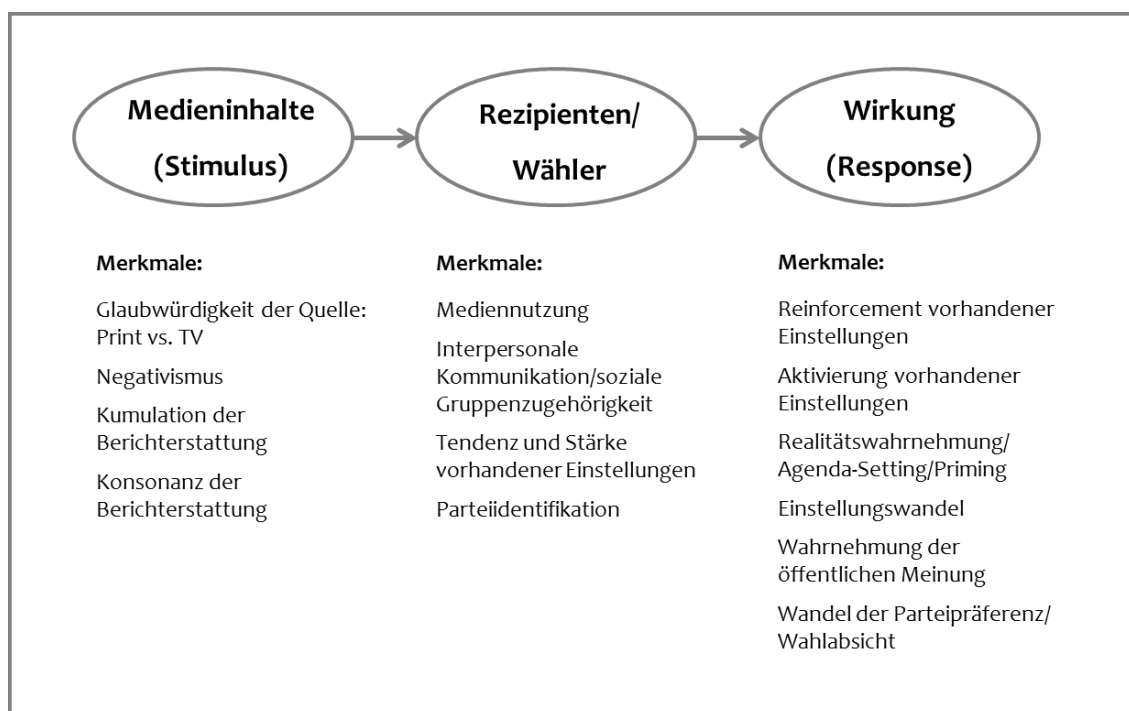 Medieninhalte
(Stimulus)
Rezipienten/
Wähler
Wirkung
(Response)
Merkmale:
Glaubwürdigkeit der Quelle:
Print vs. TV
Negativismus
Kumulation der
Berichterstattung
Konsonanz der
Berichterstattung
Merkmale:
Mediennutzung
Interpersonale
Kommunikation/soziale
Gruppenzugehörigkeit
Tendenz und Stärke
vorhandener Einstellungen
Parteiidentifikation
Merkmale:
Reinforcement vorhandener
Einstellungen
Aktivierung vorhandener
Einstellungen
Realitätswahrnehmung/
Agenda-Setting/Priming
Einstellungswandel
Wahrnehmung der
öffentlichen Meinung
Wandel der Parteipräferenz/
Wahlabsicht